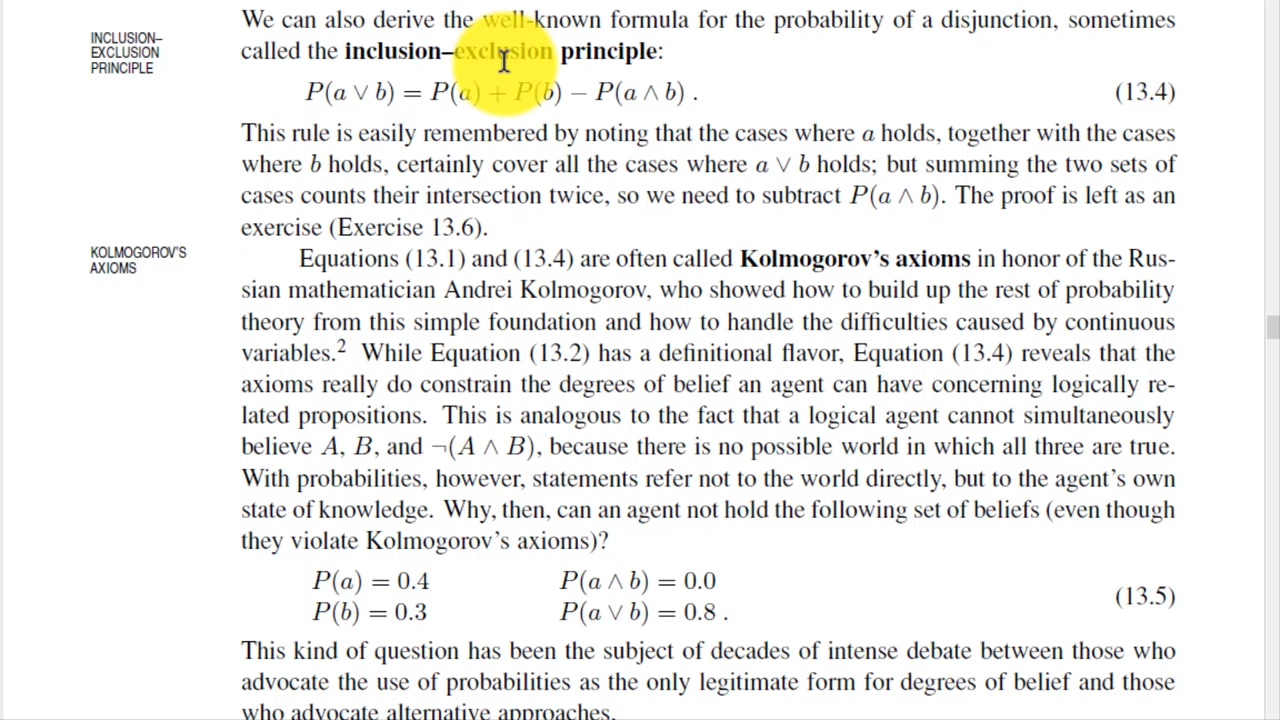 We can also derive the well-known formula for the probability of a disjunction, sometimes
INCLUSION–
EXCLUSION
PRINCIPLE
called the inclusion–exclusion principle:
P(a ∨ b) = P(a) + P(b) − P(a ∧ b) . (13.4)
This rule is easily remembered by noting that the cases where a holds, together with the cases
where b holds, certainly cover all the cases where a ∨ b holds; but summing the two sets of
cases counts their intersection twice, so we need to subtract P(a ∧ b). The proof is left as an
exercise (Exercise 13.6).
KOLMOGOROV'S
AXIOMS
Equations (13.1) and (13.4) are often called Kolmogorov's axioms in honor of the Rus-
sian mathematician Andrei Kolmogorov, who showed how to build up the rest of probability
theory from this simple foundation and how to handle the difficulties caused by continuous
variables.² While Equation (13.2) has a definitional flavor, Equation (13.4) reveals that the
axioms really do constrain the degrees of belief an agent can have concerning logically re-
lated propositions. This is analogous to the fact that a logical agent cannot simultaneously
believe A, B, and ¬(A ∧ B), because there is no possible world in which all three are true.
With probabilities, however, statements refer not to the world directly, but to the agent's own
state of knowledge. Why, then, can an agent not hold the following set of beliefs (even though
they violate Kolmogorov's axioms)?
P(a) = 0.4 P(a ∧ b) = 0.0
P(b) = 0.3 P(a ∨ b) = 0.8 .
(13.5)
This kind of question has been the subject of decades of intense debate between those who
advocate the use of probabilities as the only legitimate form for degrees of belief and those
who advocate alternative approaches.